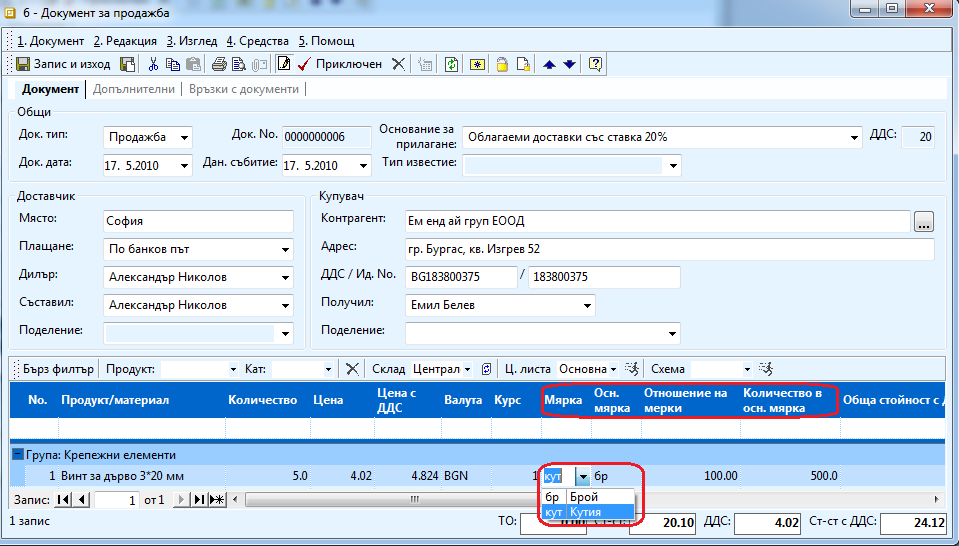 6 - Документ за продажба
1. Документ 2. Редакция 3. Изглед 4. Средства 5. Помощ
Запис и изход Приключен
Документ Допълнителни Връзки с документи
Общи
Док. тип: Продажба Док. No. 0000000006 Основание за прилагане: Облагаеми доставки със ставка 20% ДДС: 20
Док. дата: 17. 5.2010 Дан. събитие: 17. 5.2010 Тип известие:
Доставчик
Място: София
Плащане: По банков път
Дилър: Александър Николов
Съставил: Александър Николов
Поделение:
Купувач
Контрагент: Ем енд ай груп ЕООД ...
Адрес: гр. Бургас, кв. Изгрев 52
ДДС / Ид. No. BG183800375 / 183800375
Получил: Емил Белев
Поделение:
Бърз филтър Продукт: Кат: Склад Централ Ц. листа Основна Схема
No. Продукт/материал Количество Цена Цена с ДДС Валута Курс Мярка Осн. мярка Отношение на мерки Количество в осн. мярка Обща стойност с Д
Група: Крепежни елементи
1 Винт за дърво 3*20 мм 5.0 4.02 4.824 BGN 1 кут бр 100.00 500.0
бр Брой
кут Кутия
Запис: 1 от 1
1 запис ТО: 0.00 Ст-ст: 20.10 ДДС: 4.02 Ст-ст с ДДС: 24.12